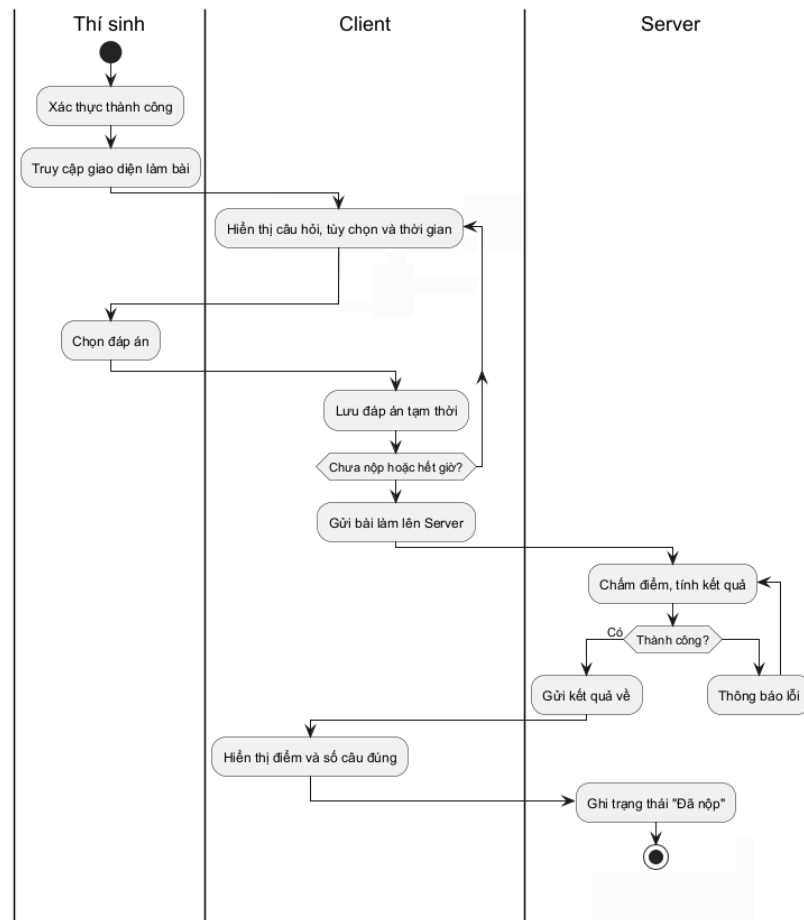 Thí sinh
Client
Server
Xác thực thành công
Truy cập giao diện làm bài
Hiển thị câu hỏi, tùy chọn và thời gian
Chọn đáp án
Lưu đáp án tạm thời
Chưa nộp hoặc hết giờ?
Gửi bài làm lên Server
Chấm điểm, tính kết quả
Có
Thành công?
Gửi kết quả về
Thông báo lỗi
Hiển thị điểm và số câu đúng
Ghi trạng thái "Đã nộp"